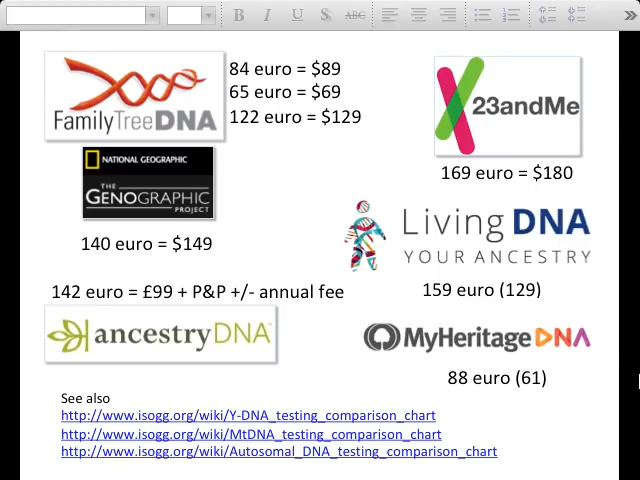 B I U S ABC
FamilyTreeDNA
84 euro = $89
65 euro = $69
122 euro = $129
23andMe
169 euro = $180
NATIONAL GEOGRAPHIC
THE
GENOGRAPHIC
PROJECT
140 euro = $149
Living DNA
YOUR ANCESTRY
159 euro (129)
142 euro = £99 + P&P +/- annual fee
ancestryDNA™
MyHeritage DNA
88 euro (61)
See also
http://www.isogg.org/wiki/Y-DNA_testing_comparison_chart
http://www.isogg.org/wiki/MtDNA_testing_comparison_chart
http://www.isogg.org/wiki/Autosomal_DNA_testing_comparison_chart